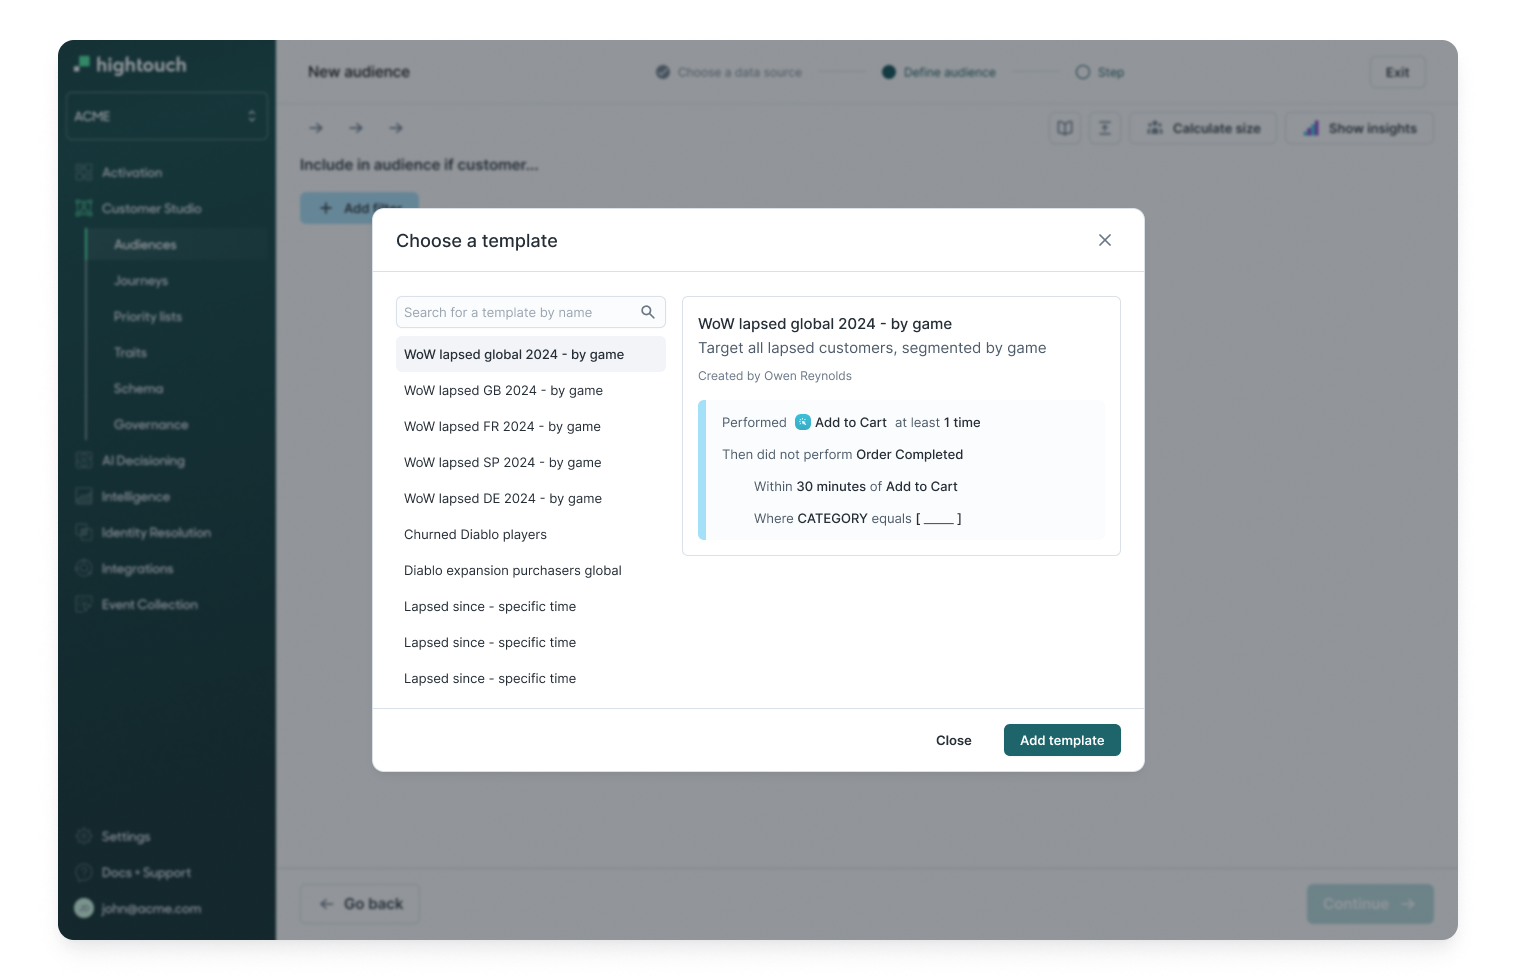 hightouch
ACME
Activation
Customer Studio
Audiences
Journeys
Priority lists
Traits
Schema
Governance
AI Decisioning
Intelligence
Identity Resolution
Integrations
Event Collection
Settings
Docs + Support
john@acme.com
New audience
Choose a data source
Define audience
Step
Exit
Calculate size
Show insights
Include in audience if customer...
Add Filter
Choose a template
Search for a template by name
WoW lapsed global 2024 - by game
WoW lapsed GB 2024 - by game
WoW lapsed FR 2024 - by game
WoW lapsed SP 2024 - by game
WoW lapsed DE 2024 - by game
Churned Diablo players
Diablo expansion purchasers global
Lapsed since - specific time
Lapsed since - specific time
Lapsed since - specific time
WoW lapsed global 2024 - by game
Target all lapsed customers, segmented by game
Created by Owen Reynolds
Performed Add to Cart at least 1 time
Then did not perform Order Completed
Within 30 minutes of Add to Cart
Where CATEGORY equals [ _____ ]
Close
Add template
Go back
Continue